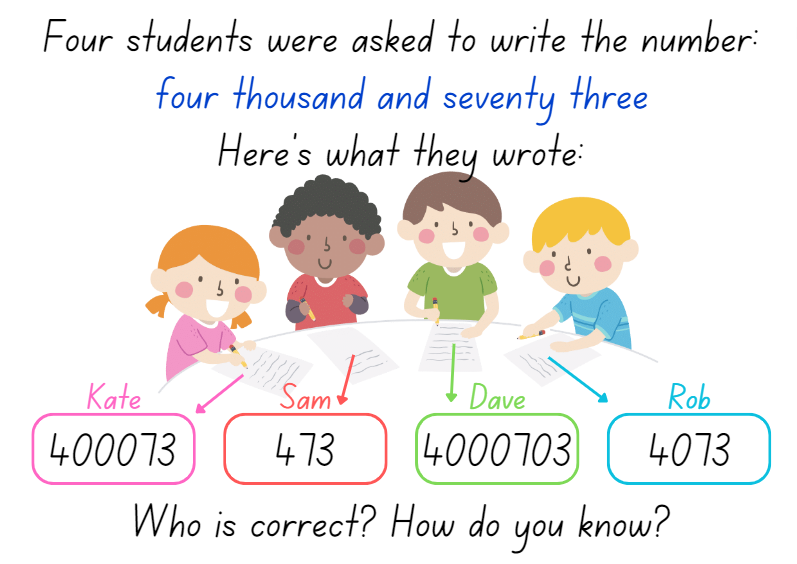 Four students were asked to write the number:
four thousand and seventy three
Here's what they wrote:
Kate
Sam
Dave
Rob
400073
473
4000703
4073
Who is correct? How do you know?